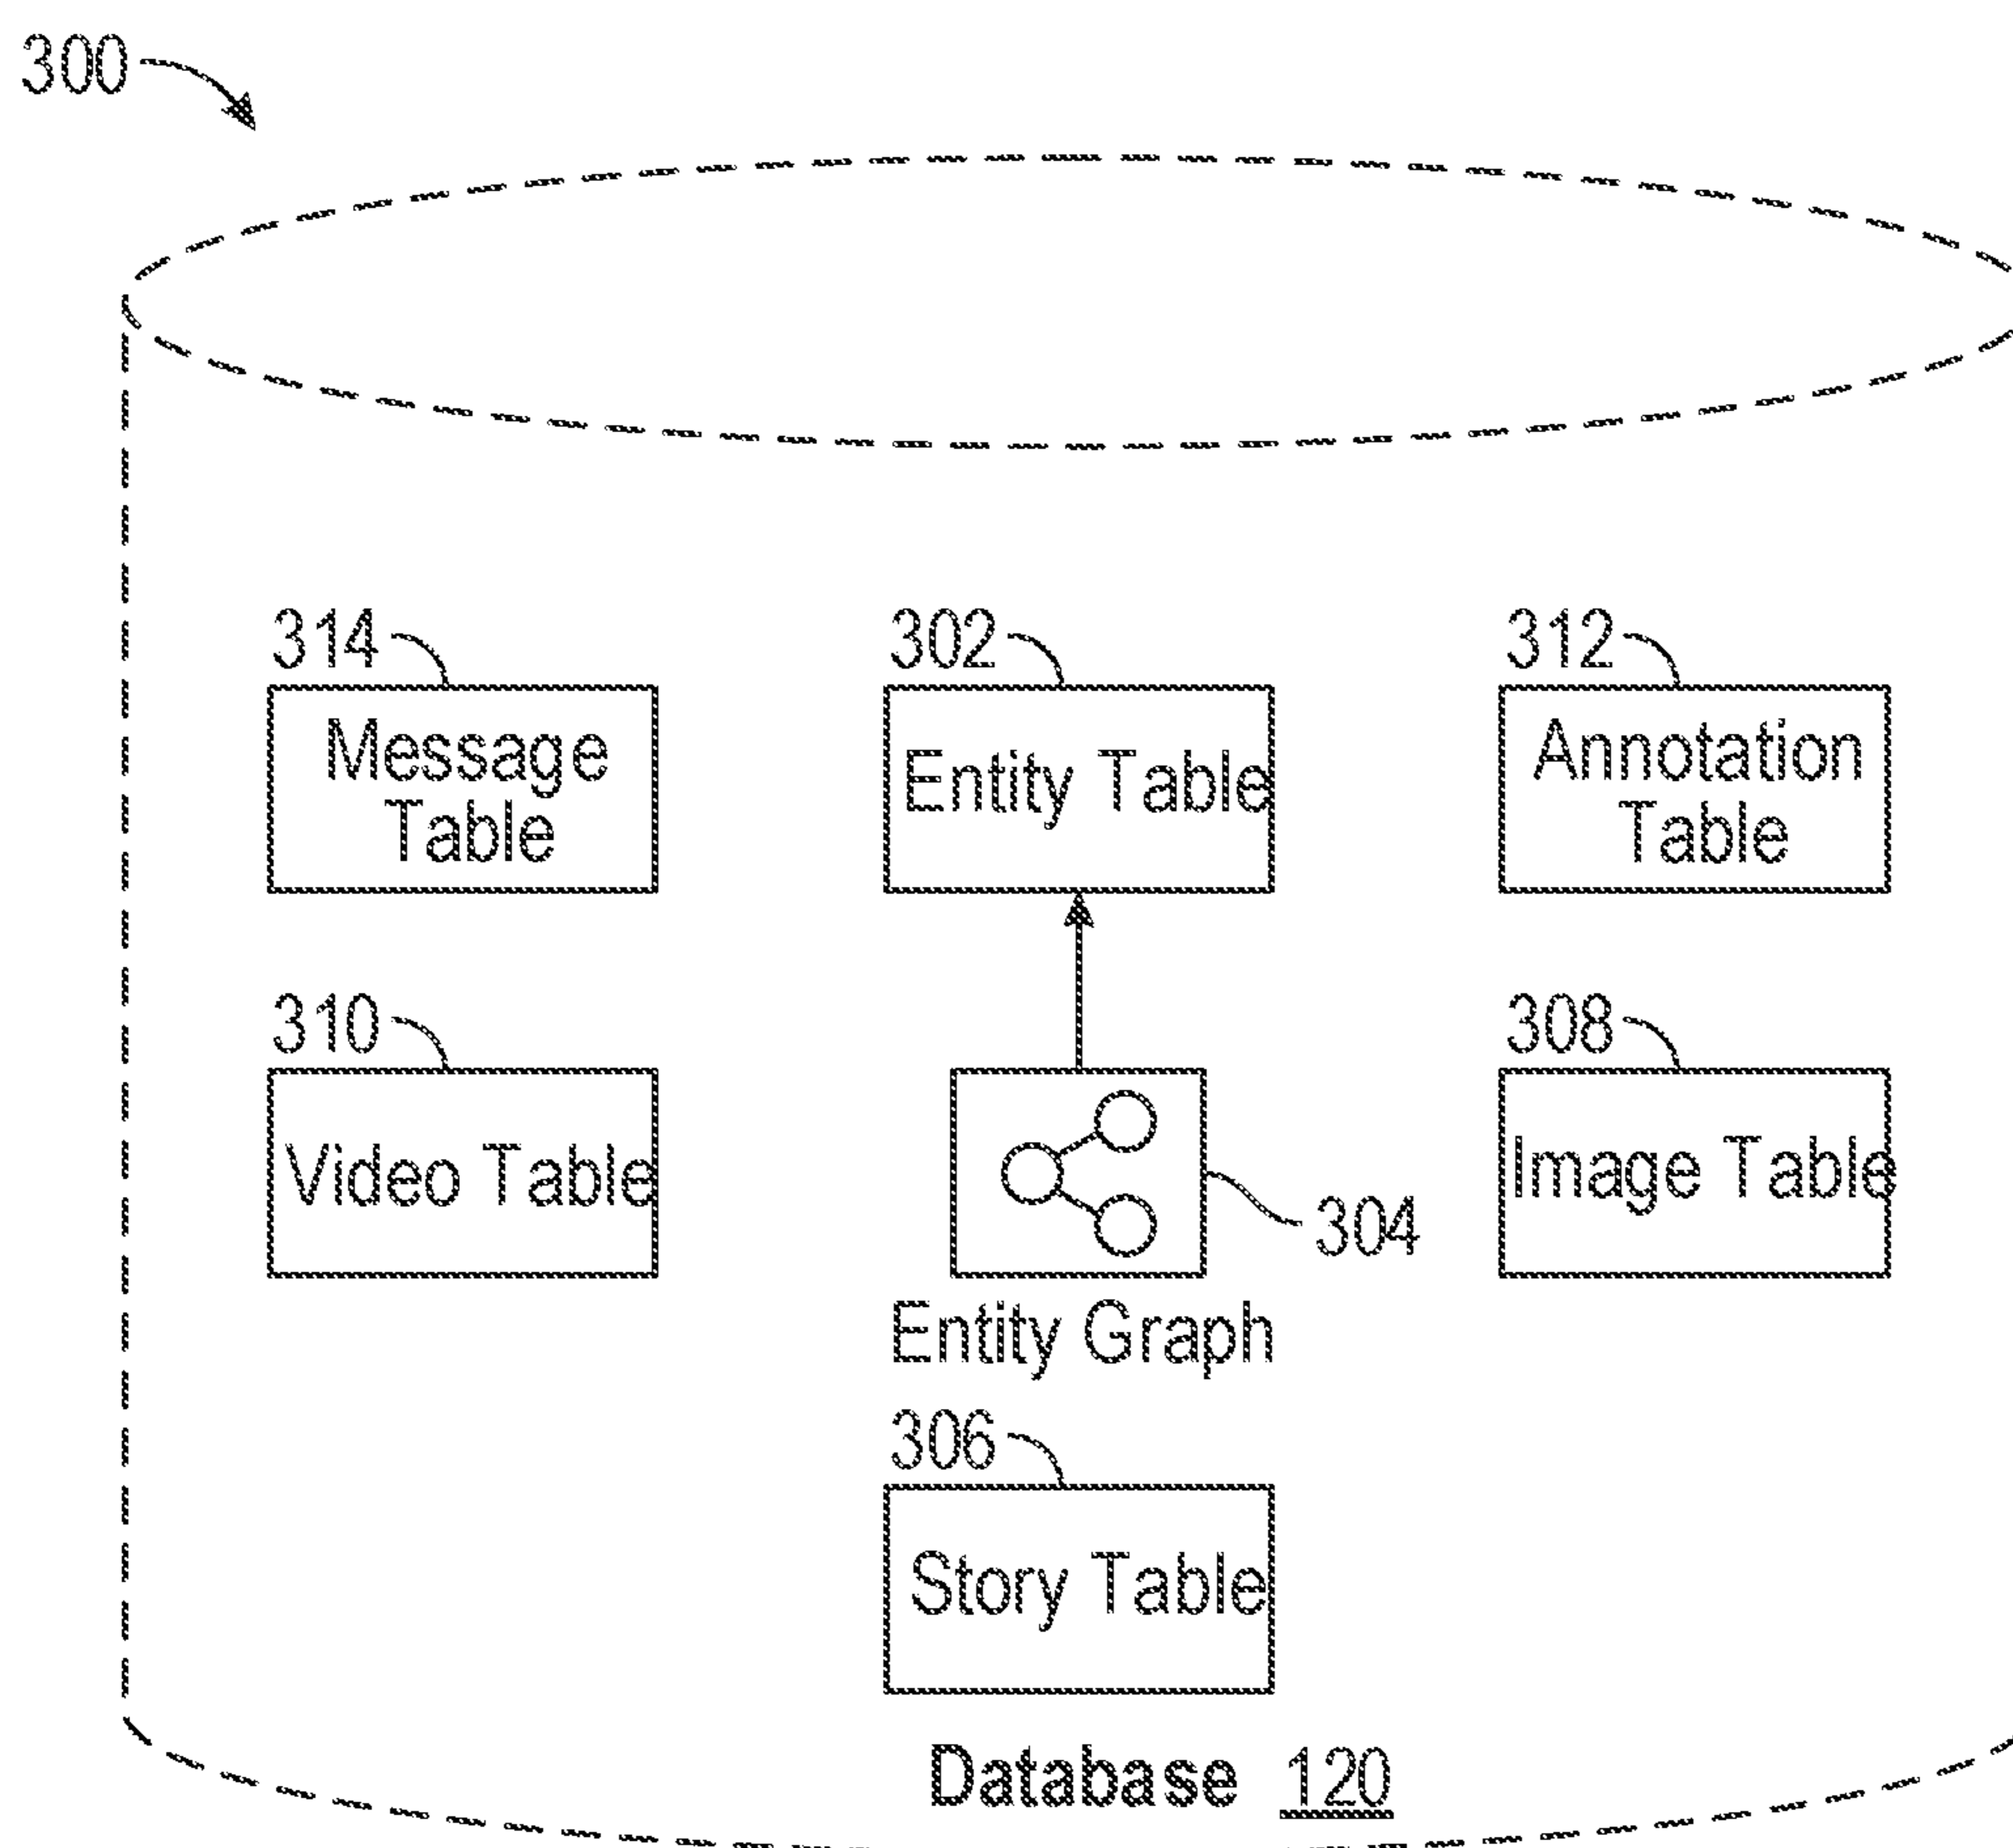 300
314
302
312
Message
Table
Entity Table
Annotation
Table
310
308
Video Table
Image Table
304
Entity Graph
306
Story Table
Database 120